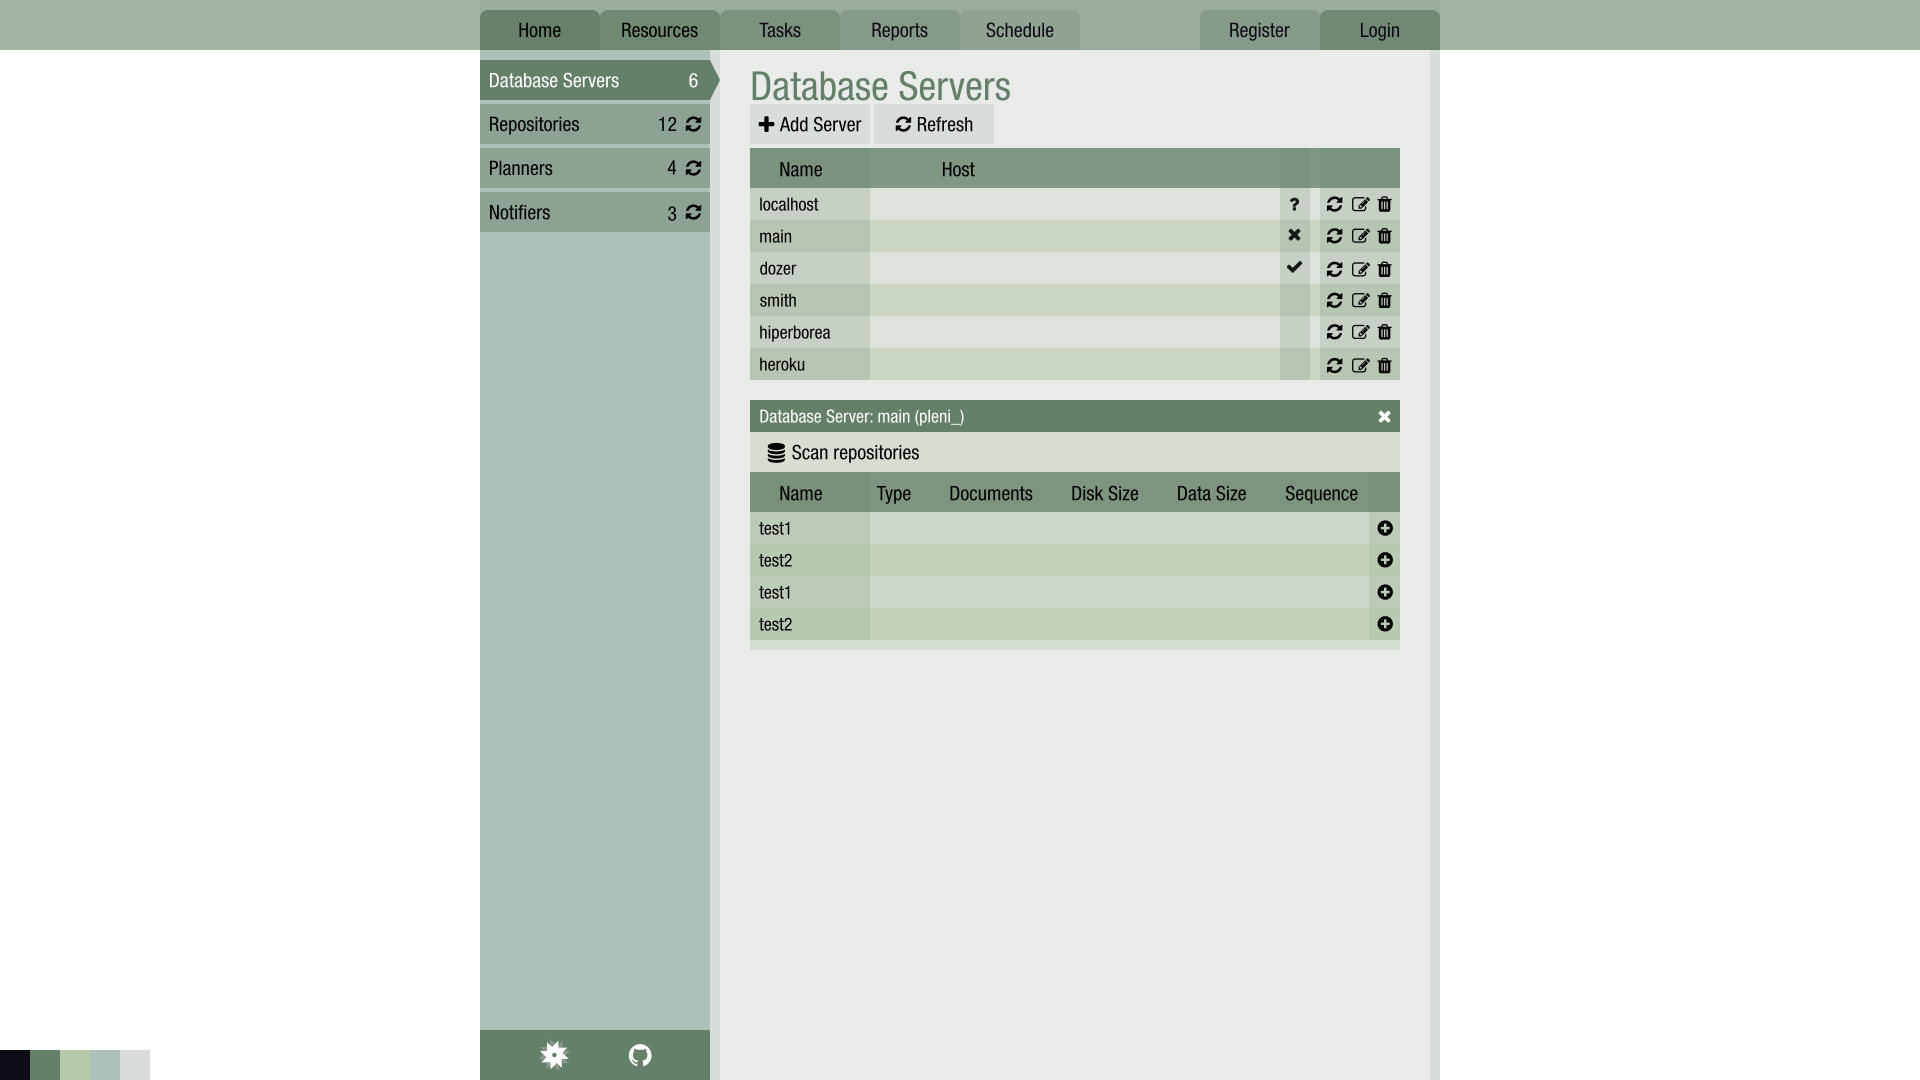 Home Resources Tasks Reports Schedule Register Login
Database Servers 6
Repositories 12
Planners 4
Notifiers 3
Database Servers
Add Server Refresh
Name Host
localhost ?
main
dozer
smith
hiperborea
heroku
Database Server: main (pleni_)
Scan repositories
Name Type Documents Disk Size Data Size Sequence
test1
test2
test1
test2